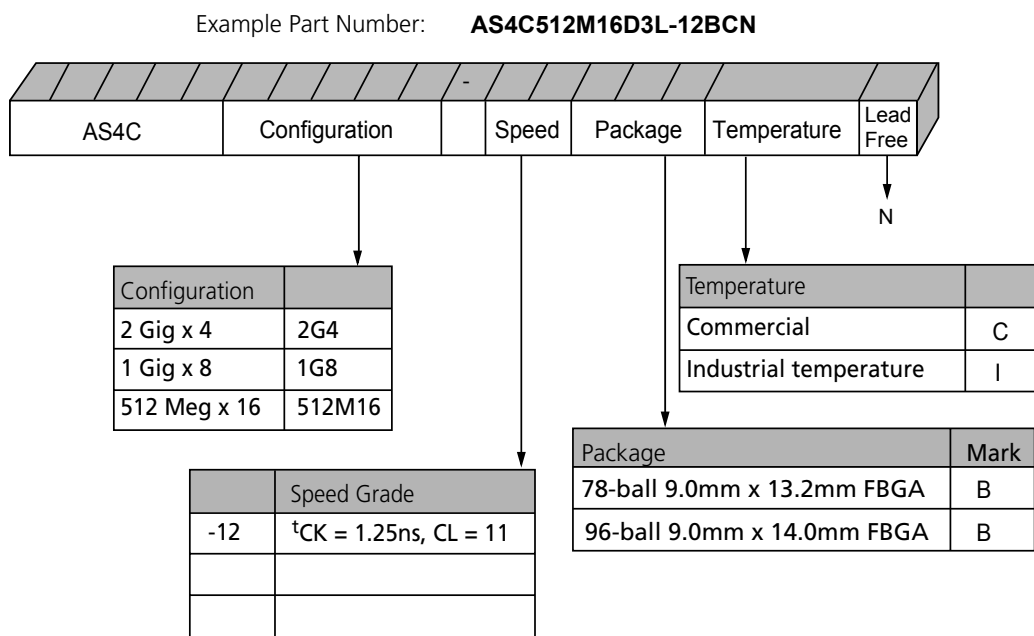 Example Part Number: AS4C512M16D3L-12BCN
-
AS4C Configuration Speed Package Temperature Lead Free
N
Configuration
2 Gig x 4 2G4
1 Gig x 8 1G8
512 Meg x 16 512M16
Temperature
Commercial C
Industrial temperature I
Package Mark
78-ball 9.0mm x 13.2mm FBGA B
96-ball 9.0mm x 14.0mm FBGA B
Speed Grade
-12 tCK = 1.25ns, CL = 11